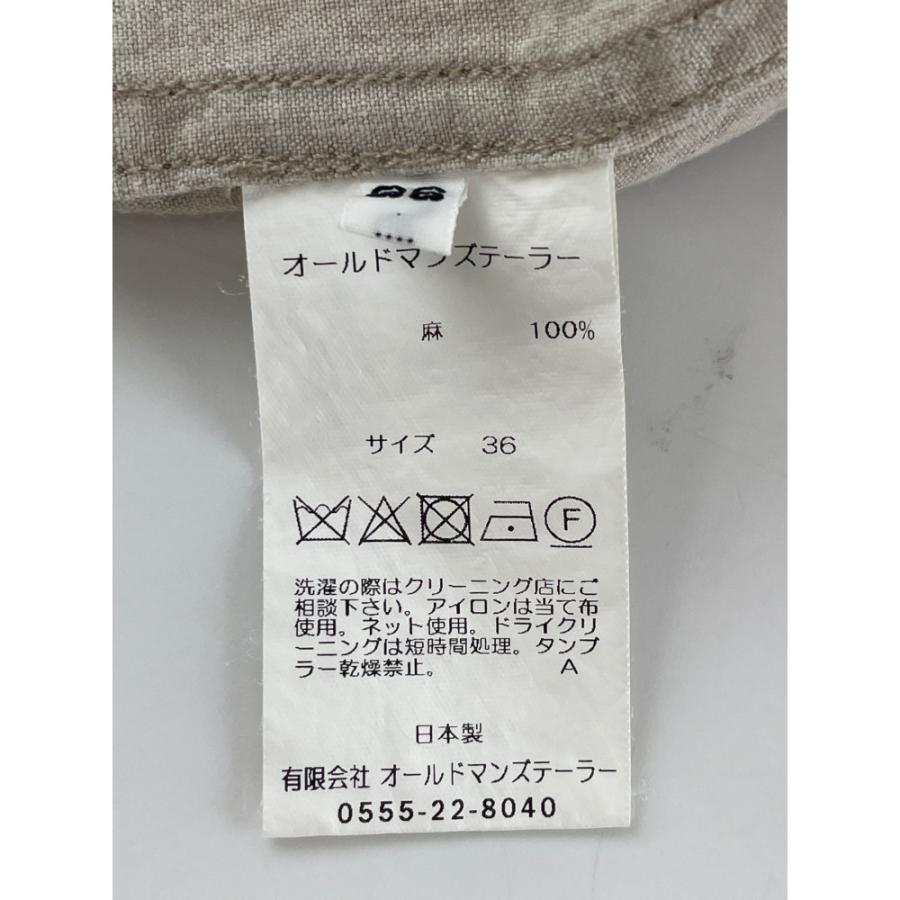 オールドマンズテーラー
麻 100%
サイズ 36
F
洗濯の際はクリーニング店にご
相談下さい。アイロンは当て布
使用。ネット使用。ドライクリ
ーニングは短時間処理。タンブ
ラー乾燥禁止。 A
日本製
有限会社 オールドマンズテーラー
0555-22-8040